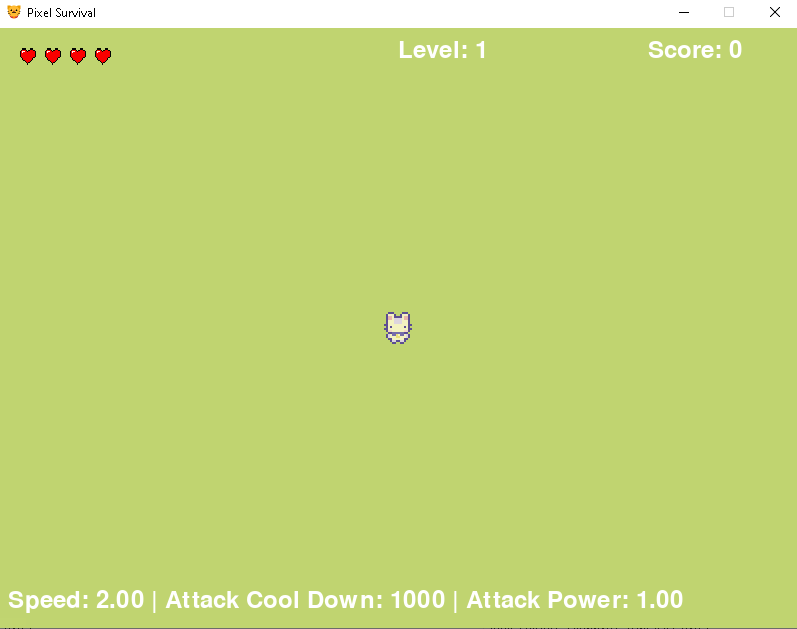 Pixel Survival
Level: 1
Score: 0
Speed: 2.00 | Attack Cool Down: 1000 | Attack Power: 1.00